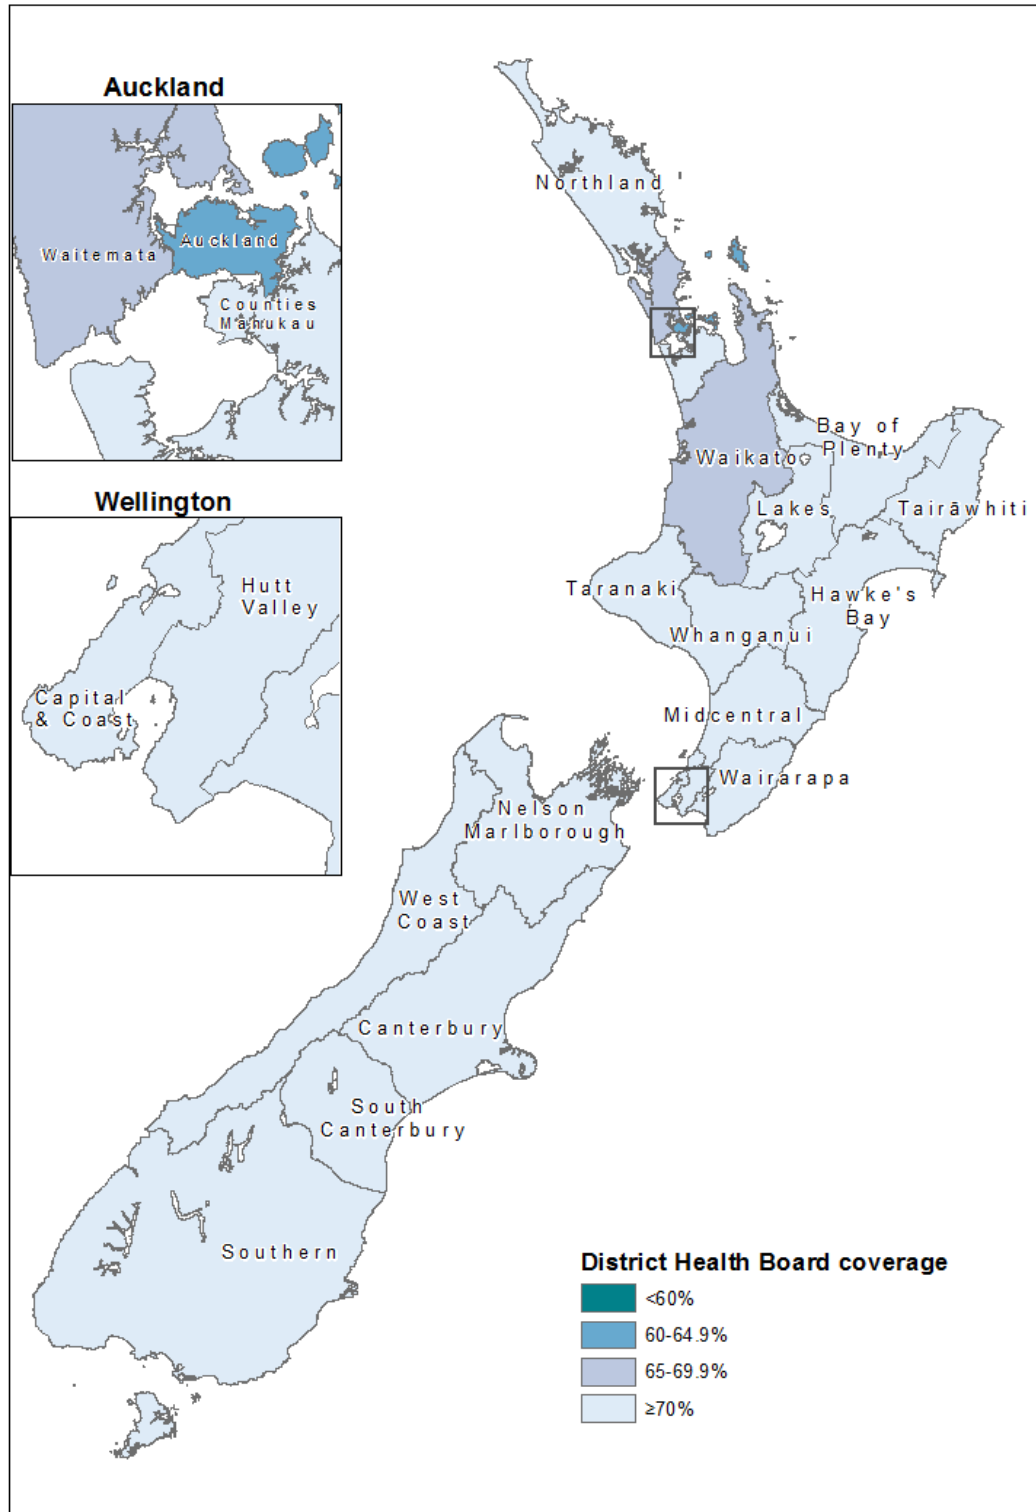 Auckland
Waitemata
Auckland
Counties
Manukau
Wellington
Hutt
Valley
Capital
& Coast
Northland
Bay of
Plenty
Waikato
Lakes
Tairāwhiti
Taranaki
Hawke's
Bay
Whanganui
Midcentral
Wairarapa
Nelson
Marlborough
West
Coast
Canterbury
South
Canterbury
Southern
District Health Board coverage
<60%
60-64.9%
65-69.9%
≥70%